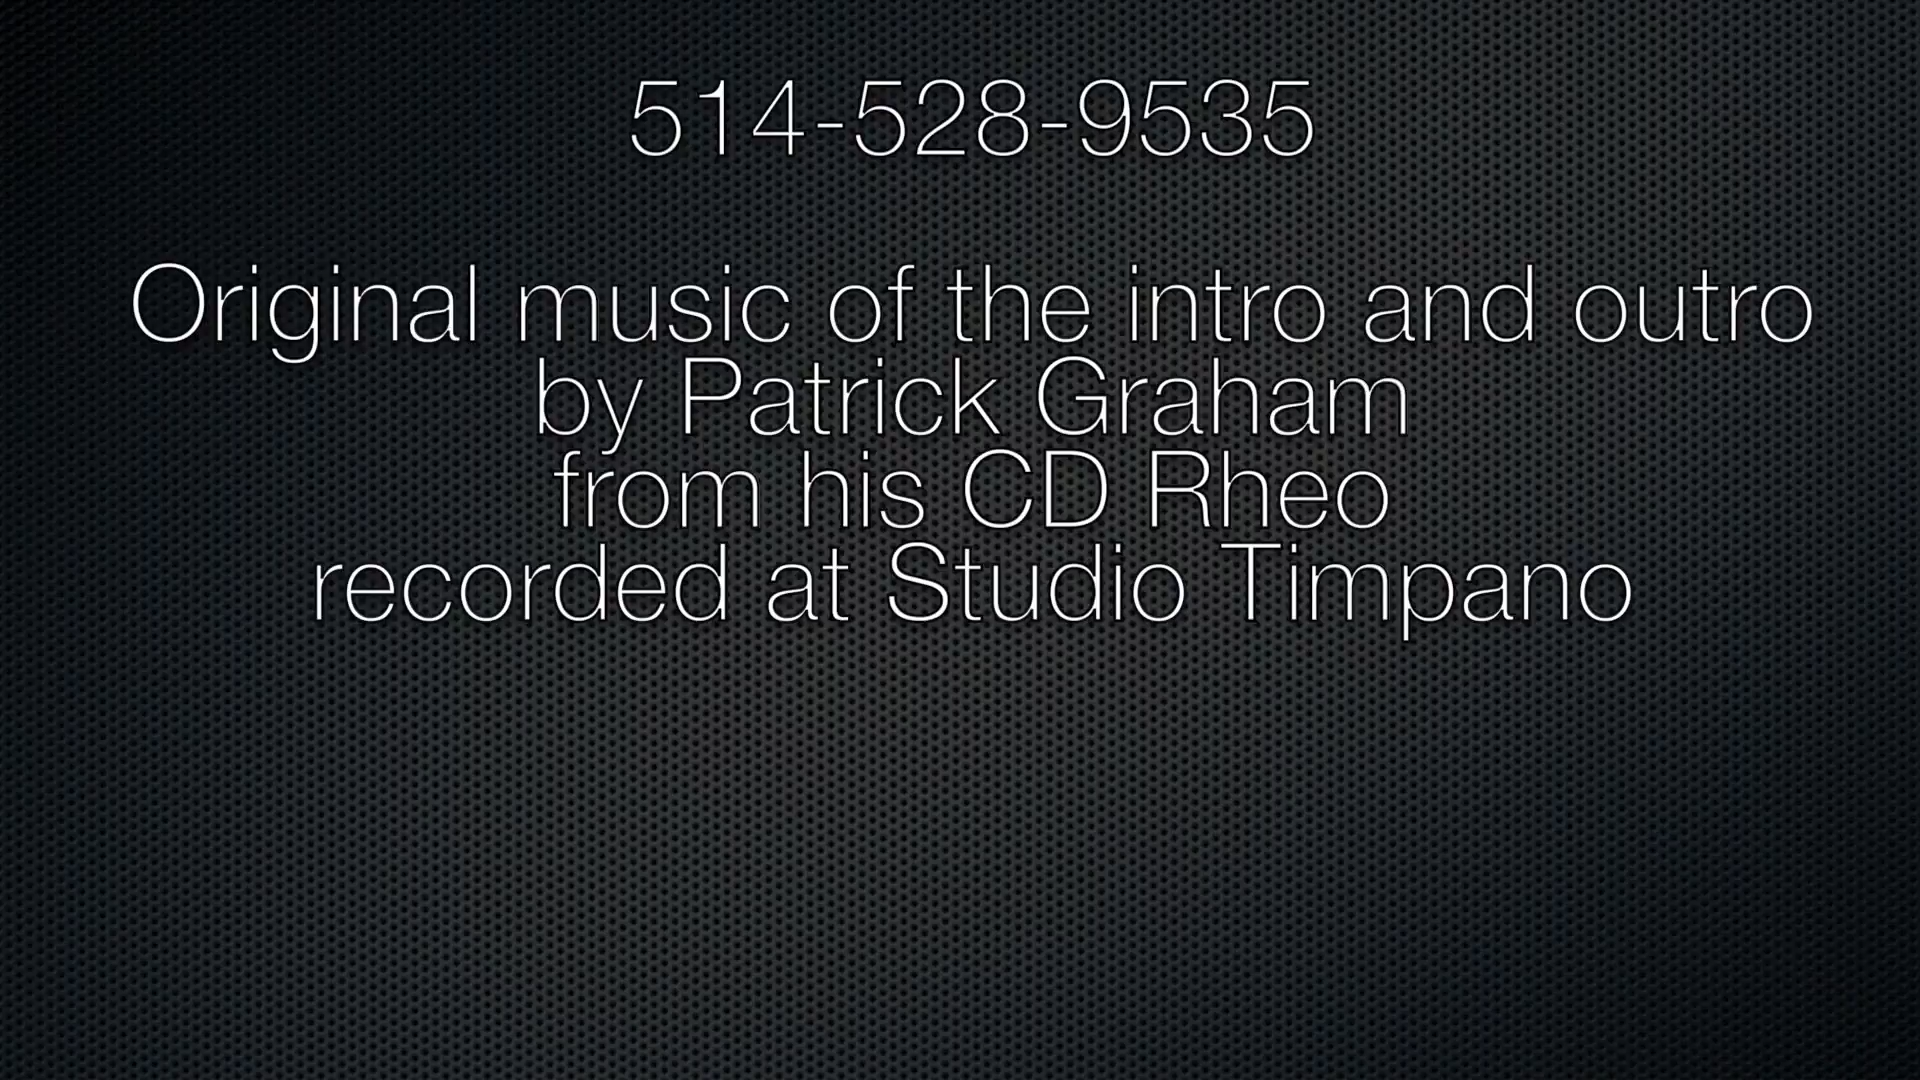 514-528-9535
Original music of the intro and outro
by Patrick Graham
from his CD Rheo
recorded at Studio Timpano